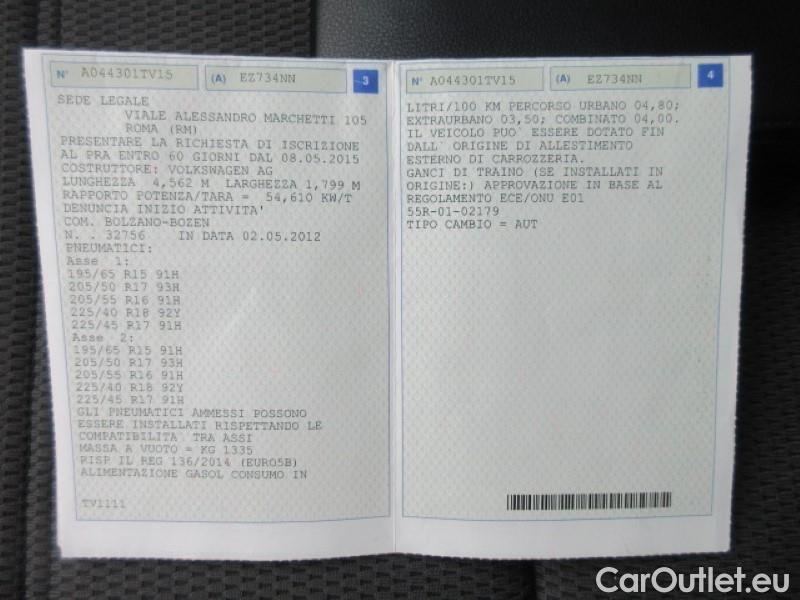 N° A044301TV15 (A) EZ734NN 3
SEDE LEGALE
VIALE ALESSANDRO MARCHETTI 105
ROMA (RM)
PRESENTARE LA RICHIESTA DI ISCRIZIONE
AL PRA ENTRO 60 GIORNI DAL 08.05.2015
COSTRUTTORE: VOLKSWAGEN AG
LUNGHEZZA 4,562 M LARGHEZZA 1,799 M
RAPPORTO POTENZA/TARA = 54,610 KW/T
DENUNCIA INIZIO ATTIVITA'
COM. BOLZANO-BOZEN
N. . 32756 IN DATA 02.05.2012
PNEUMATICI:
Asse 1:
195/65 R15 91H
205/50 R17 93H
205/55 R16 91H
225/40 R18 92Y
225/45 R17 91H
Asse 2:
195/65 R15 91H
205/50 R17 93H
205/55 R16 91H
225/40 R18 92Y
225/45 R17 91H
GLI PNEUMATICI AMMESSI POSSONO
ESSERE INSTALLATI RISPETTANDO LE
COMPATIBILITA` TRA ASSI
MASSA A VUOTO = KG 1335
RISP IL REG 136/2014 (EURO5B)
ALIMENTAZIONE GASOL CONSUMO IN
TV1111
N° A044301TV15 (A) EZ734NN 4
LITRI/100 KM PERCORSO URBANO 04,80;
EXTRAURBANO 03,50; COMBINATO 04,00.
IL VEICOLO PUO` ESSERE DOTATO FIN
DALL` ORIGINE DI ALLESTIMENTO
ESTERNO DI CARROZZERIA.
GANCI DI TRAINO (SE INSTALLATI IN
ORIGINE:) APPROVAZIONE IN BASE AL
REGOLAMENTO ECE/ONU E01
55R-01-02179
TIPO CAMBIO = AUT
CarOutlet.eu